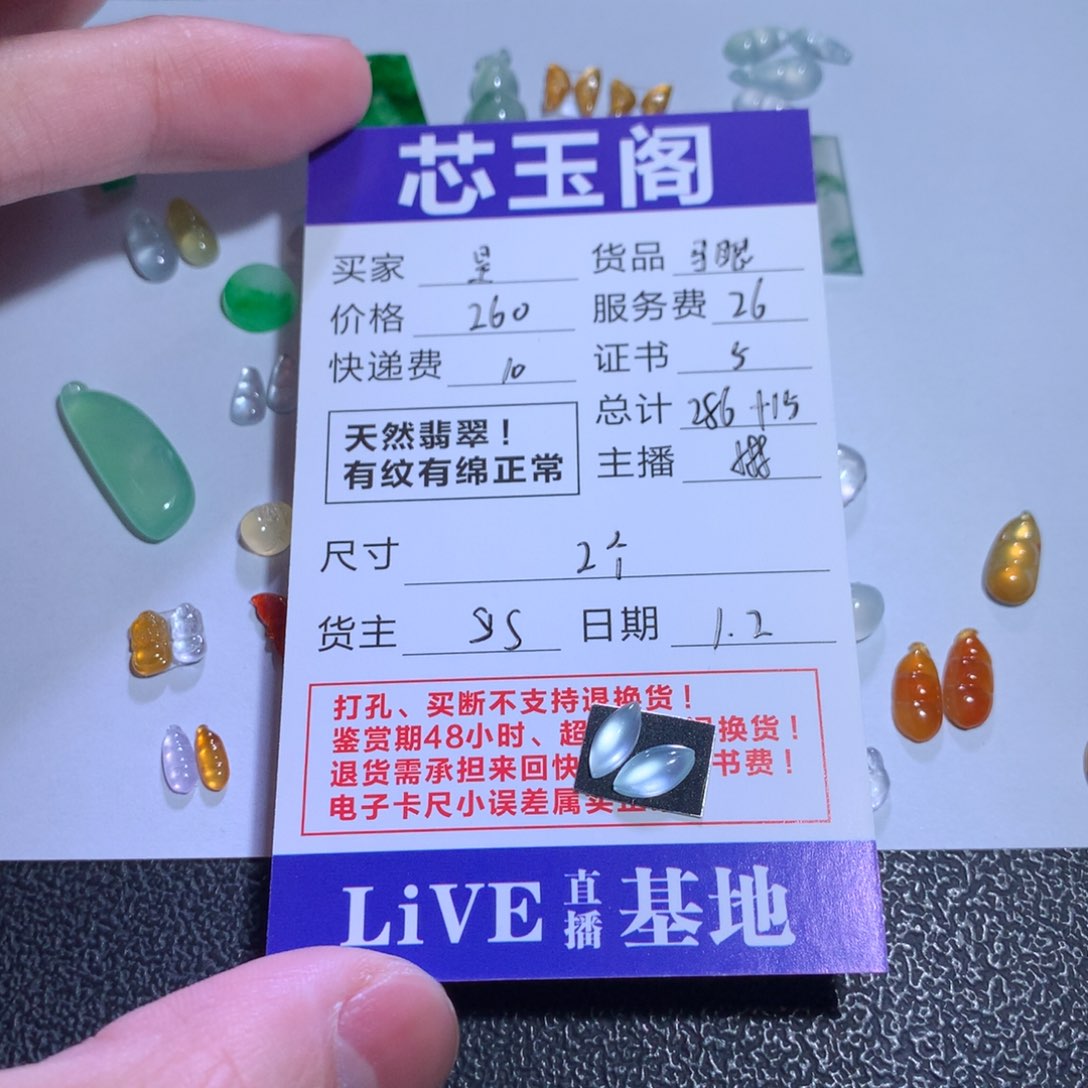 芯玉阁
买家 呈 货品 马眼
价格 260 服务费 26
快递费 10 证书 5
天然翡翠！ 总计 286+15
有纹有绵正常 主播
尺寸 2个
货主 日期 1.2
打孔、买断不支持退换货！
鉴赏期48小时、超 换货！
退货需承担来回快 书费！
电子卡尺小误差属
LiVE 直播 基地